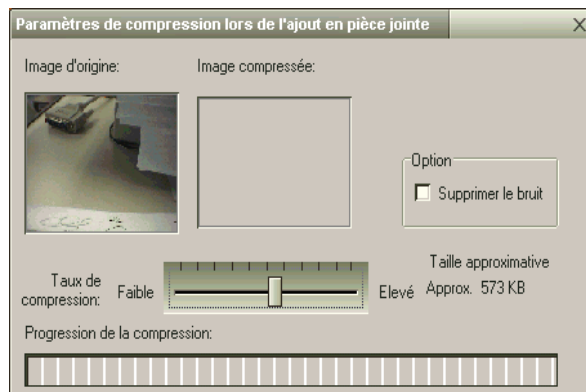 Paramètres de compression lors de l'ajout en pièce jointe
Image d'origine:
Image compressée:
Option
Supprimer le bruit
Taux de
compression:
Faible
Elevé
Taille approximative
Approx. 573 KB
Progression de la compression: